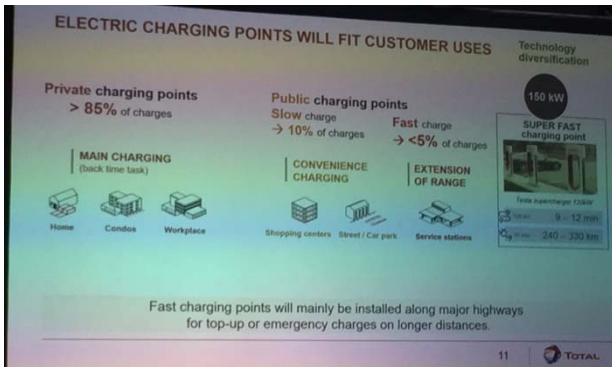 ELECTRIC CHARGING POINTS WILL FIT CUSTOMER USES
Technology
diversification
Private charging points
> 85% of charges
MAIN CHARGING
(back time task)
Home
Condos
Workplace
Public charging points
Slow charge
→ 10% of charges
CONVENIENCE
CHARGING
Shopping centers
Street / Car park
Fast charge
→ <5% of charges
EXTENSION
OF RANGE
Service stations
150 kW
SUPER FAST
charging point
Tesla supercharger 120kW
9 – 12 min
240 – 330 km
Fast charging points will mainly be installed along major highways
for top-up or emergency charges on longer distances.
11
TOTAL